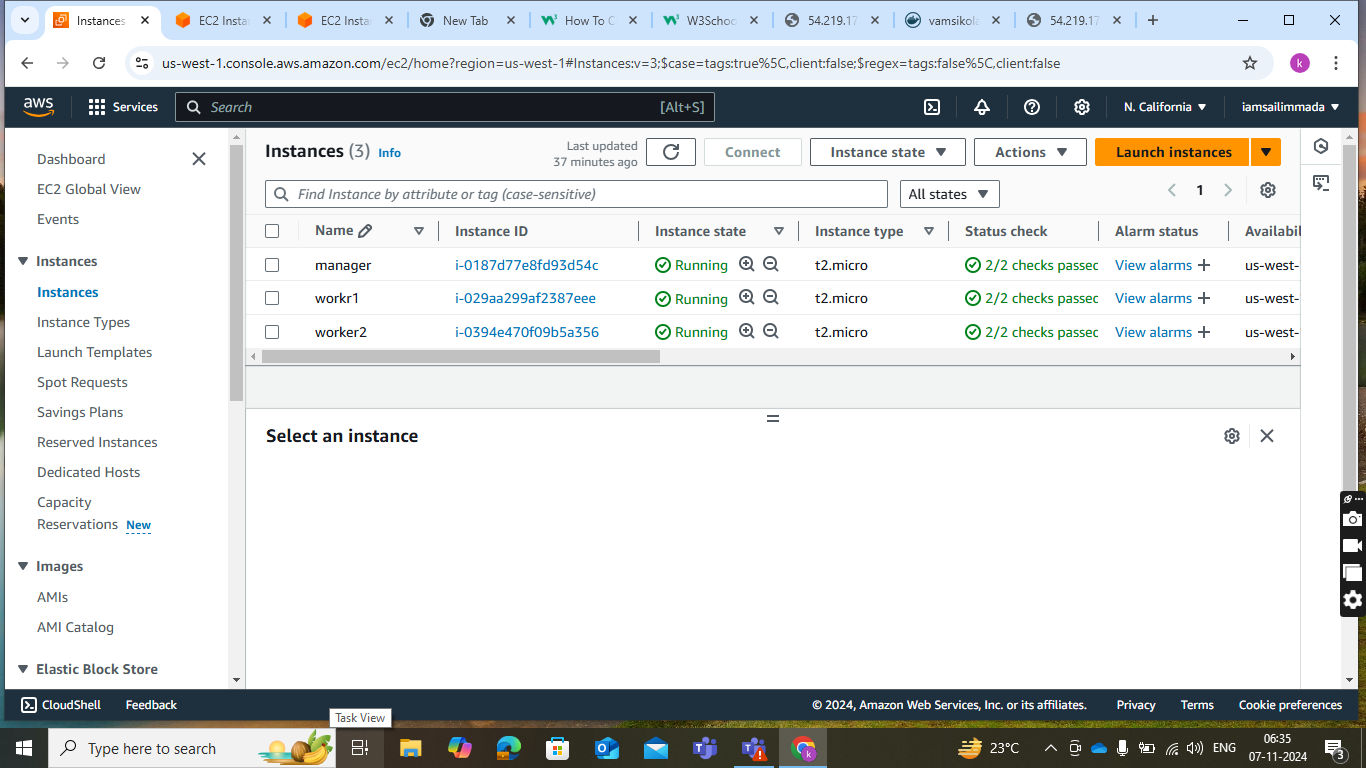 Instances
EC2 Instan
EC2 Instan
New Tab
How To C
W3Schoo
54.219.17
vamsikola
54.219.17
us-west-1.console.aws.amazon.com/ec2/home?region=us-west-1#Instances:v=3;$case=tags:true%5C,client:false;$regex=tags:false%5C,client:false
k
aws
Services
Search
[Alt+S]
N. California
iamsailimmada
Dashboard
EC2 Global View
Events
Instances
Instances
Instance Types
Launch Templates
Spot Requests
Savings Plans
Reserved Instances
Dedicated Hosts
Capacity
Reservations New
Images
AMIs
AMI Catalog
Elastic Block Store
Instances (3) Info
Last updated
37 minutes ago
Connect
Instance state
Actions
Launch instances
Find Instance by attribute or tag (case-sensitive)
All states
1
Name Instance ID Instance state Instance type Status check Alarm status Availabil
manager i-0187d77e8fd93d54c Running t2.micro 2/2 checks passed View alarms us-west-
workr1 i-029aa299af2387eee Running t2.micro 2/2 checks passed View alarms us-west-
worker2 i-0394e470f09b5a356 Running t2.micro 2/2 checks passed View alarms us-west-
Select an instance
CloudShell
Feedback
© 2024, Amazon Web Services, Inc. or its affiliates.
Privacy
Terms
Cookie preferences
Task View
Type here to search
23°C
ENG
06:35
07-11-2024
3